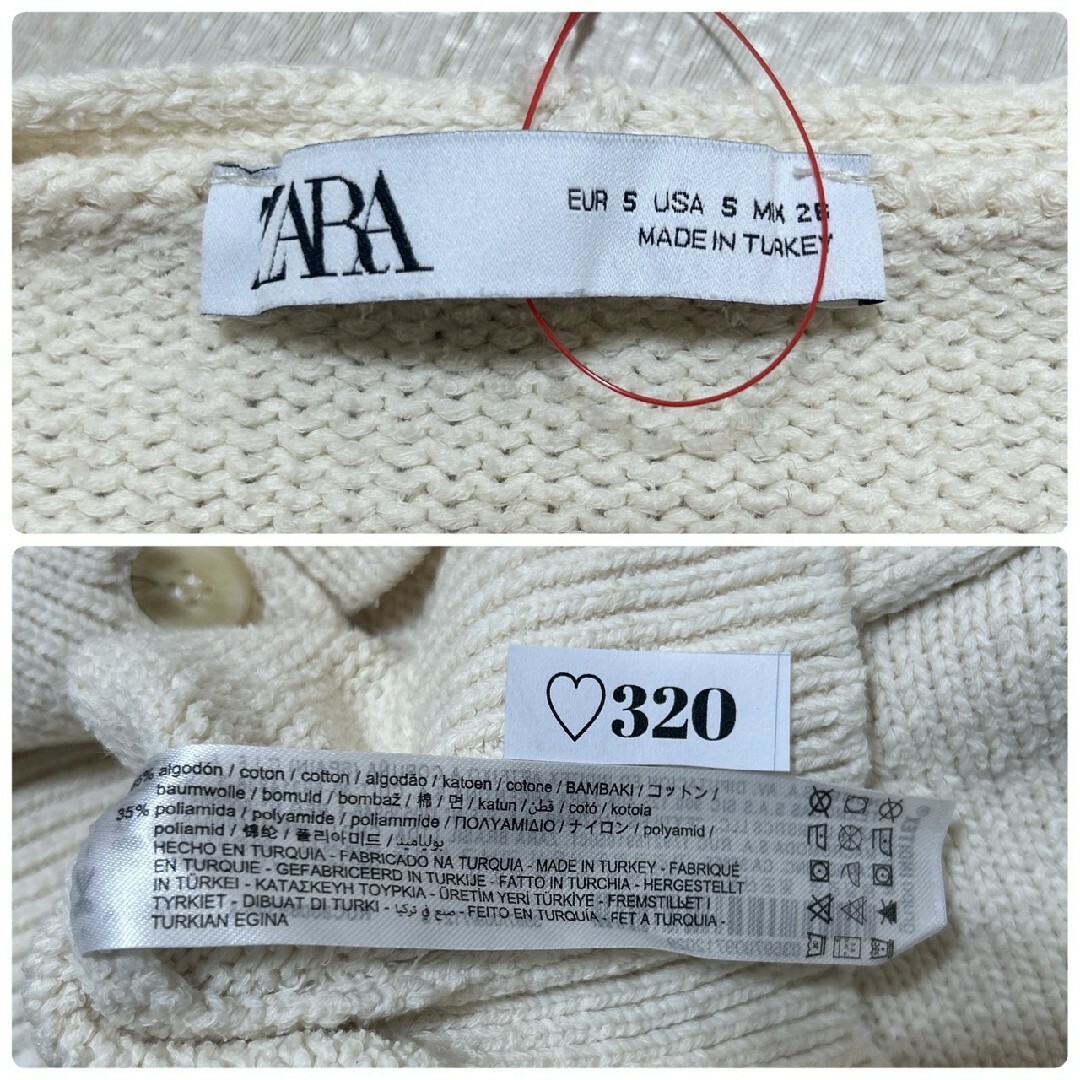 ZARA
EUR S USA S MEX 26
MADE IN TURKEY
♡320
algodón / coton / cotton / algodão / katoen / cotone / BAMBAKI / コットン /
baumwolle / bomuld / bombaž / 棉 / 면 / katun / قطن / cotó / kotoia
35% poliamida / polyamide / poliammide / ΠΟΛΥΑΜΙΔΙΟ / ナイロン / polyamid /
poliamid / 锦纶 / 폴리아미드 / بولياميد
HECHO EN TURQUIA - FABRICADO NA TURQUIA - MADE IN TURKEY - FABRIQUÉ
EN TURQUIE - GEFABRICEERD IN TURKIJE - FATTO IN TURCHIA - HERGESTELLT
IN TÜRKEI - ΚΑΤΑΣΚΕΥΗ ΤΟΥΡΚΙΑ - ÜRETİM YERİ TÜRKİYE - FREMSTILLET I
TYRKIET - DIBUAT DI TURKI - صنع في تركيا - FEITO EN TURQUÍA - FET A TURQUIA -
TURKIAN EGINA